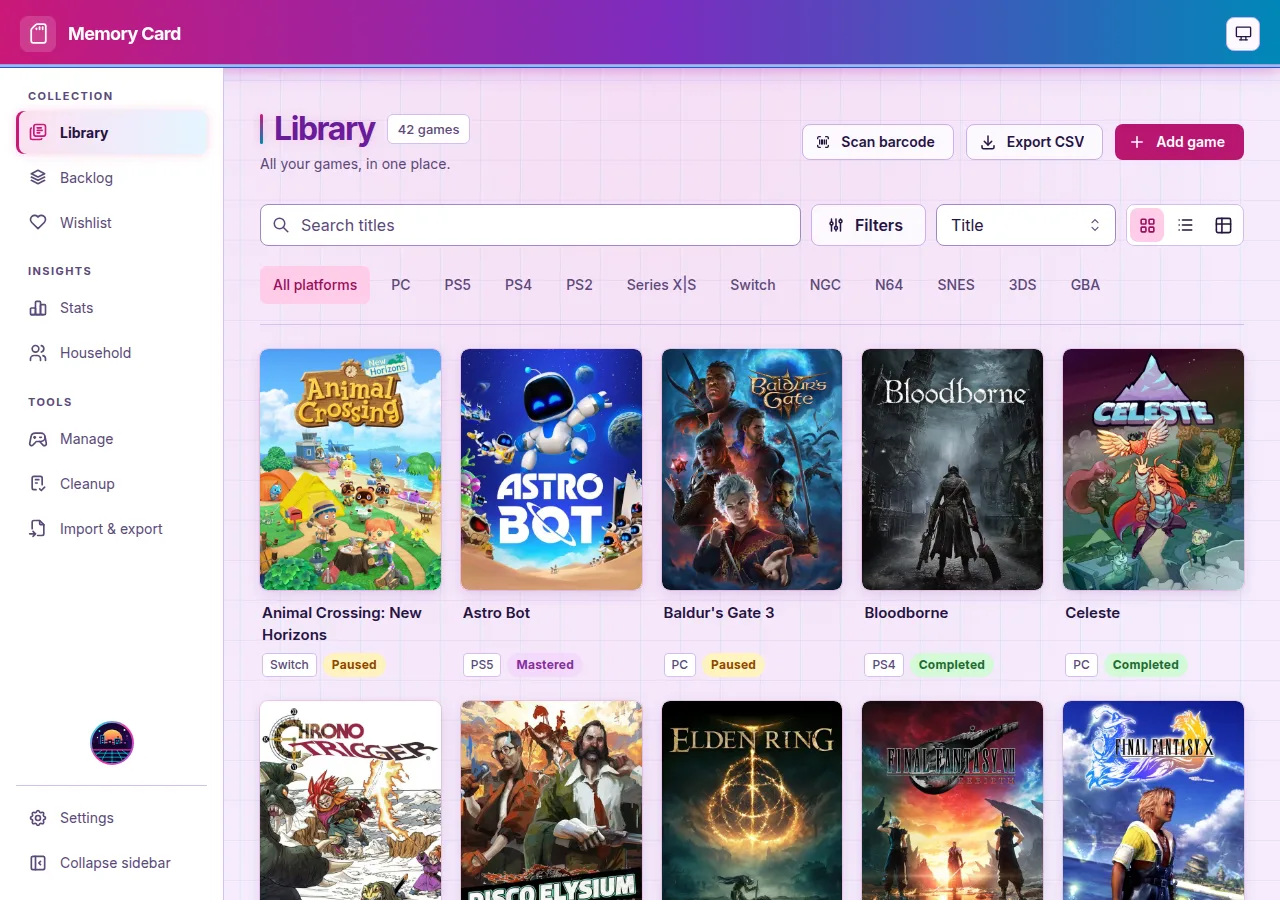 Memory Card
COLLECTION
Library
Backlog
Wishlist
INSIGHTS
Stats
Household
TOOLS
Manage
Cleanup
Import & export
Settings
Collapse sidebar
Library
42 games
All your games, in one place.
Scan barcode
Export CSV
Add game
Search titles
Filters
Title
All platforms
PC
PS5
PS4
PS2
Series X|S
Switch
NGC
N64
SNES
3DS
GBA
New
Horizons
Animal
Crossing
ASTRO
BOT
Baldur's
Gate
Bloodborne
CELESTE
Animal Crossing: New
Horizons
Switch
Paused
Astro Bot
PS5
Mastered
Baldur's Gate 3
PC
Paused
Bloodborne
PS4
Completed
Celeste
PC
Completed
CHRONO
TRIGGER
DISCO ELYSIUM
ELDEN RING
FINAL FANTASY VII
REBIRTH
FINAL FANTASY X